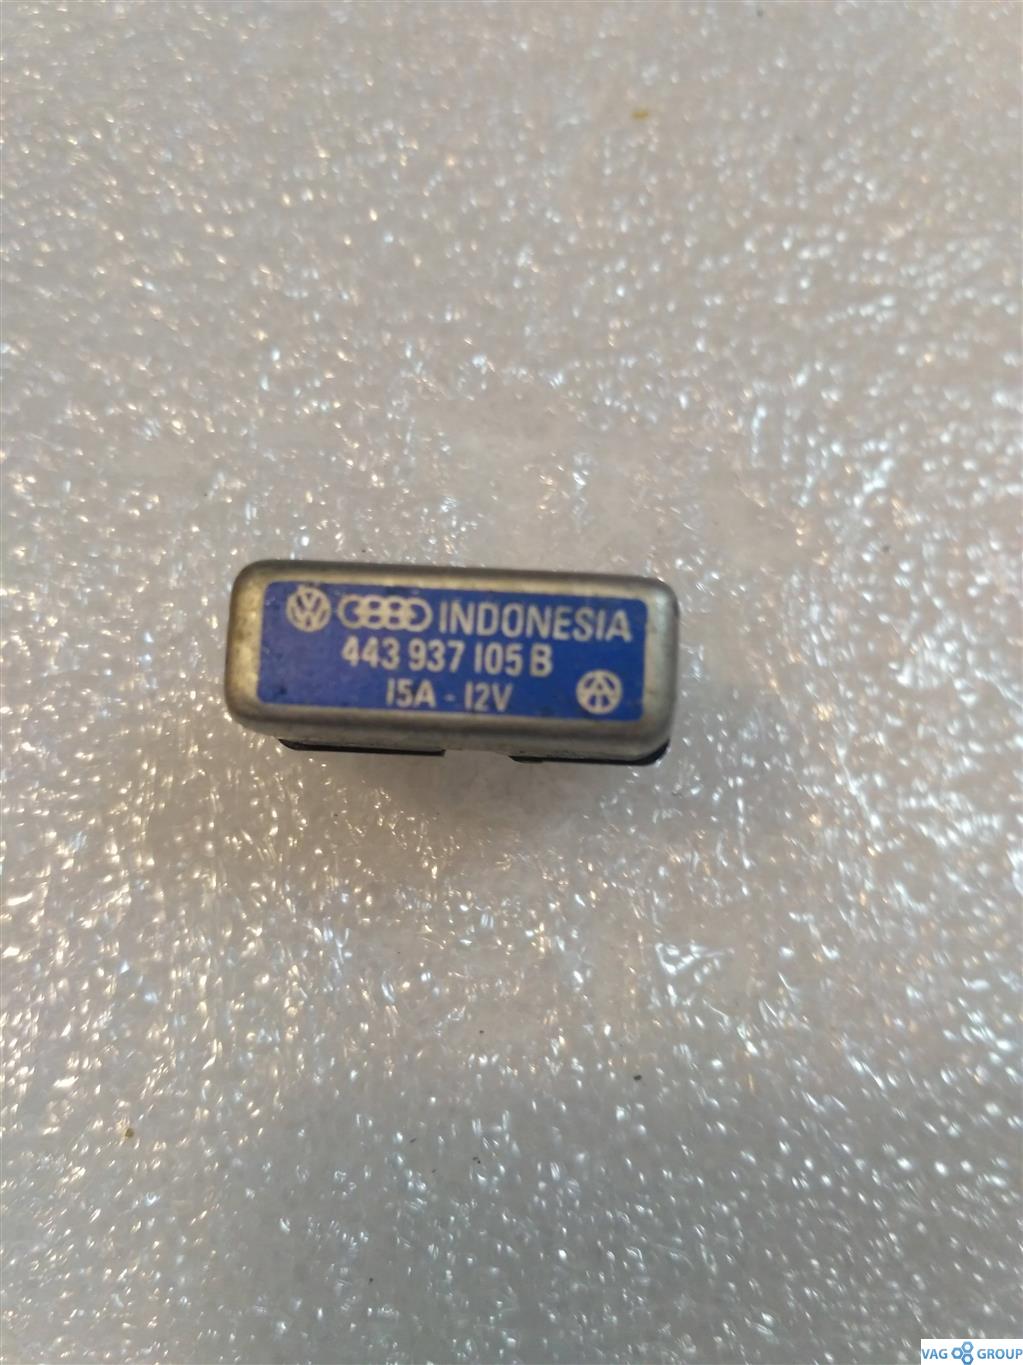 INDONESIA
443 937 105 B
15A - 12V
VAG GROUP